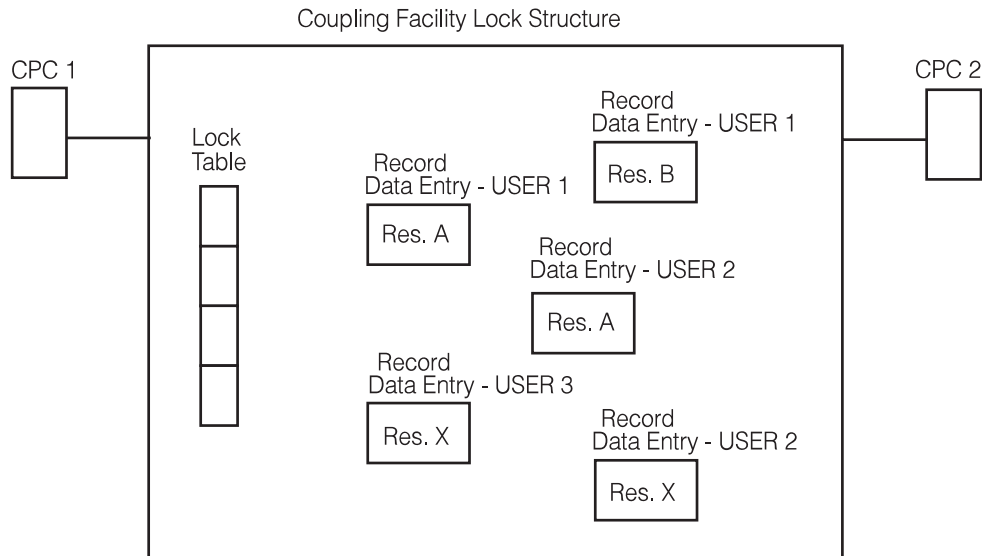 Coupling Facility Lock Structure
CPC 1
CPC 2
Lock
Table
Record
Data Entry - USER 1
Res. B
Record
Data Entry - USER 1
Res. A
Record
Data Entry - USER 2
Res. A
Record
Data Entry - USER 3
Res. X
Record
Data Entry - USER 2
Res. X